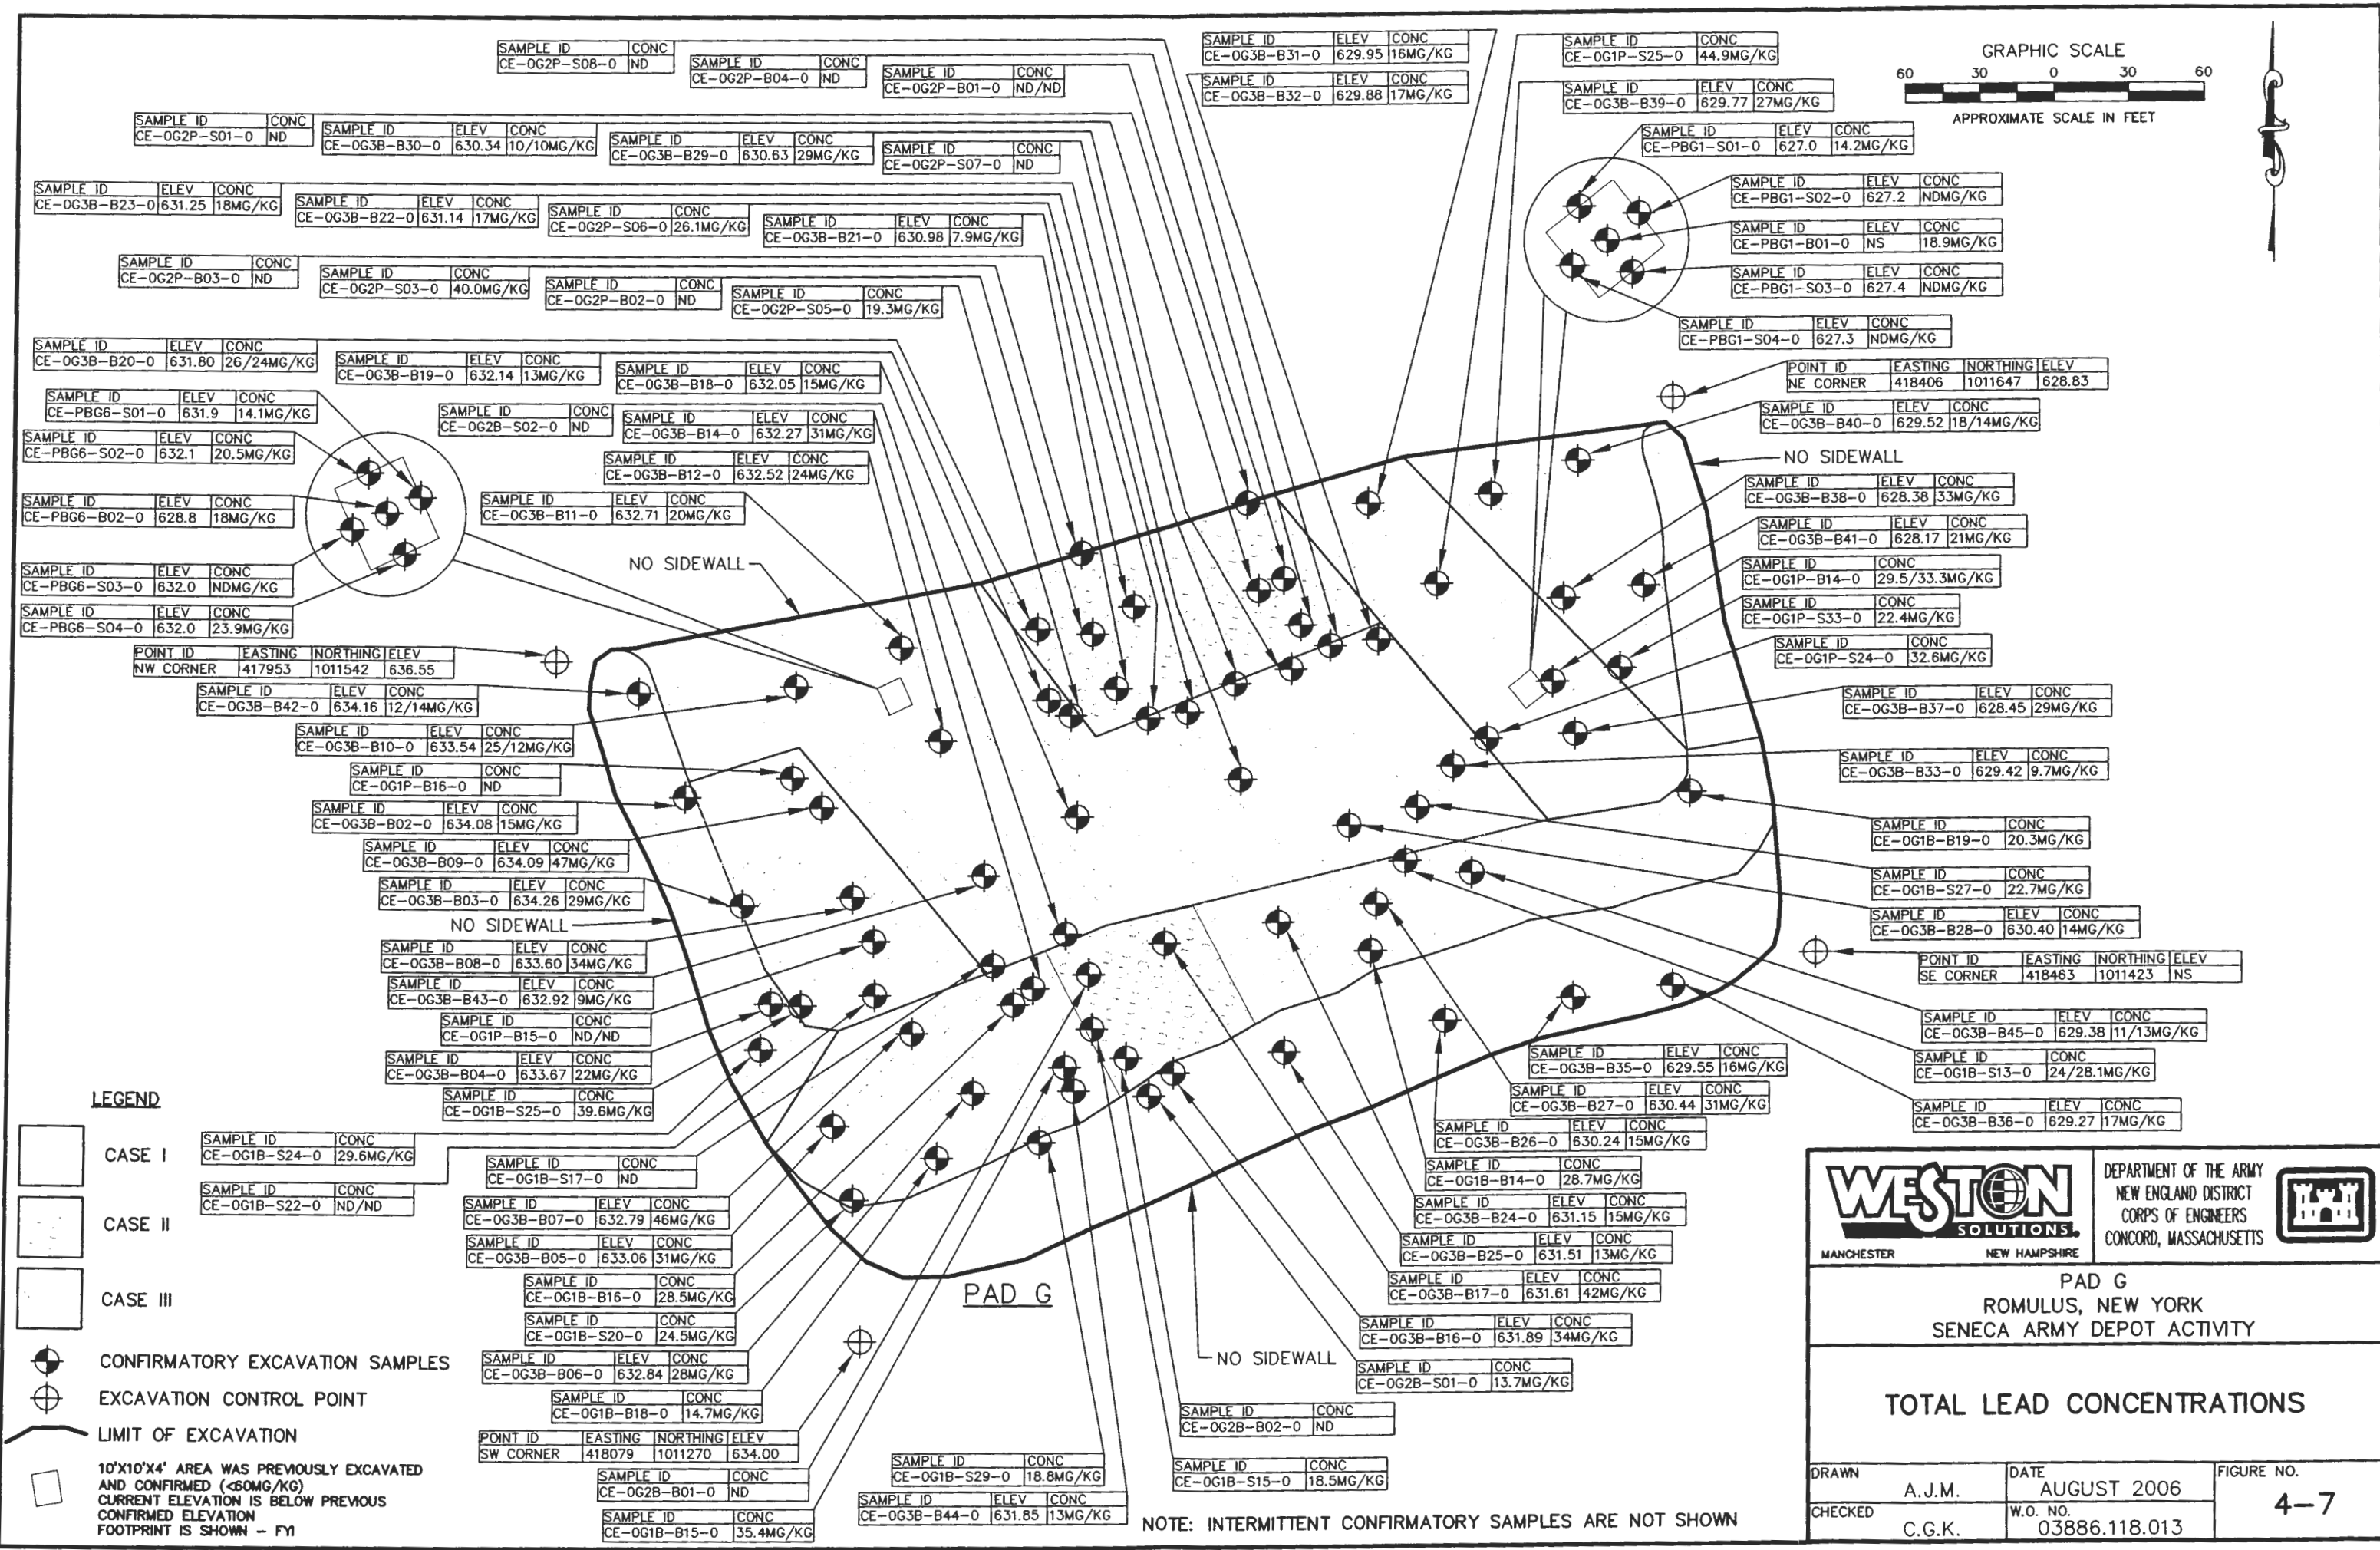 SAMPLE ID CONC
CE-0G2P-S08-0 ND
SAMPLE ID CONC
CE-0G2P-B04-0 ND
SAMPLE ID CONC
CE-0G2P-B01-0 ND/ND
SAMPLE ID ELEV CONC
CE-0G3B-B31-0 629.95 16MG/KG
SAMPLE ID ELEV CONC
CE-0G3B-B32-0 629.88 17MG/KG
SAMPLE ID CONC
CE-0G1P-S25-0 44.9MG/KG
SAMPLE ID ELEV CONC
CE-0G3B-B39-0 629.77 27MG/KG
GRAPHIC SCALE
60 30 0 30 60
APPROXIMATE SCALE IN FEET
SAMPLE ID CONC
CE-0G2P-S01-0 ND
SAMPLE ID ELEV CONC
CE-0G3B-B30-0 630.34 10/10MG/KG
SAMPLE ID ELEV CONC
CE-0G3B-B29-0 630.63 29MG/KG
SAMPLE ID CONC
CE-0G2P-S07-0 ND
SAMPLE ID ELEV CONC
CE-PBG1-S01-0 627.0 14.2MG/KG
SAMPLE ID ELEV CONC
CE-PBG1-S02-0 627.2 NDMG/KG
SAMPLE ID ELEV CONC
CE-PBG1-B01-0 NS 18.9MG/KG
SAMPLE ID ELEV CONC
CE-PBG1-S03-0 627.4 NDMG/KG
SAMPLE ID ELEV CONC
CE-PBG1-S04-0 627.3 NDMG/KG
SAMPLE ID ELEV CONC
CE-0G3B-B23-0 631.25 18MG/KG
SAMPLE ID ELEV CONC
CE-0G3B-B22-0 631.14 17MG/KG
SAMPLE ID CONC
CE-0G2P-S06-0 26.1MG/KG
SAMPLE ID ELEV CONC
CE-0G3B-B21-0 630.98 7.9MG/KG
SAMPLE ID CONC
CE-0G2P-B03-0 ND
SAMPLE ID CONC
CE-0G2P-S03-0 40.0MG/KG
SAMPLE ID CONC
CE-0G2P-B02-0 ND
SAMPLE ID CONC
CE-0G2P-S05-0 19.3MG/KG
SAMPLE ID ELEV CONC
CE-0G3B-B20-0 631.80 26/24MG/KG
SAMPLE ID ELEV CONC
CE-0G3B-B19-0 632.14 13MG/KG
SAMPLE ID ELEV CONC
CE-0G3B-B18-0 632.05 15MG/KG
SAMPLE ID ELEV CONC
CE-PBG6-S01-0 631.9 14.1MG/KG
SAMPLE ID CONC
CE-0G2B-S02-0 ND
SAMPLE ID ELEV CONC
CE-0G3B-B14-0 632.27 31MG/KG
SAMPLE ID ELEV CONC
CE-PBG6-S02-0 632.1 20.5MG/KG
SAMPLE ID ELEV CONC
CE-0G3B-B12-0 632.52 24MG/KG
SAMPLE ID ELEV CONC
CE-PBG6-B02-0 628.8 18MG/KG
SAMPLE ID ELEV CONC
CE-0G3B-B11-0 632.71 20MG/KG
NO SIDEWALL
SAMPLE ID ELEV CONC
CE-PBG6-S03-0 632.0 NDMG/KG
SAMPLE ID ELEV CONC
CE-PBG6-S04-0 632.0 23.9MG/KG
POINT ID EASTING NORTHING ELEV
NE CORNER 418406 1011647 628.83
SAMPLE ID ELEV CONC
CE-0G3B-B40-0 629.52 18/14MG/KG
NO SIDEWALL
SAMPLE ID ELEV CONC
CE-0G3B-B38-0 628.38 33MG/KG
SAMPLE ID ELEV CONC
CE-0G3B-B41-0 628.17 21MG/KG
SAMPLE ID CONC
CE-0G1P-B14-0 29.5/33.3MG/KG
SAMPLE ID CONC
CE-0G1P-S33-0 22.4MG/KG
SAMPLE ID CONC
CE-0G1P-S24-0 32.6MG/KG
SAMPLE ID ELEV CONC
CE-0G3B-B37-0 628.45 29MG/KG
SAMPLE ID ELEV CONC
CE-0G3B-B33-0 629.42 9.7MG/KG
SAMPLE ID CONC
CE-0G1B-B19-0 20.3MG/KG
SAMPLE ID CONC
CE-0G1B-S27-0 22.7MG/KG
SAMPLE ID ELEV CONC
CE-0G3B-B28-0 630.40 14MG/KG
POINT ID EASTING NORTHING ELEV
SE CORNER 418463 1011423 NS
SAMPLE ID ELEV CONC
CE-0G3B-B45-0 629.38 11/13MG/KG
SAMPLE ID CONC
CE-0G1B-S13-0 24/28.1MG/KG
SAMPLE ID ELEV CONC
CE-0G3B-B36-0 629.27 17MG/KG
POINT ID EASTING NORTHING ELEV
NW CORNER 417953 1011542 636.55
SAMPLE ID ELEV CONC
CE-0G3B-B42-0 634.16 12/14MG/KG
SAMPLE ID ELEV CONC
CE-0G3B-B10-0 633.54 25/12MG/KG
SAMPLE ID CONC
CE-0G1P-B16-0 ND
SAMPLE ID ELEV CONC
CE-0G3B-B02-0 634.08 15MG/KG
SAMPLE ID ELEV CONC
CE-0G3B-B09-0 634.09 47MG/KG
SAMPLE ID ELEV CONC
CE-0G3B-B03-0 634.26 29MG/KG
NO SIDEWALL
SAMPLE ID ELEV CONC
CE-0G3B-B08-0 633.60 34MG/KG
SAMPLE ID ELEV CONC
CE-0G3B-B43-0 632.92 9MG/KG
SAMPLE ID CONC
CE-0G1P-B15-0 ND/ND
SAMPLE ID ELEV CONC
CE-0G3B-B04-0 633.67 22MG/KG
SAMPLE ID CONC
CE-0G1B-S25-0 39.6MG/KG
SAMPLE ID CONC
CE-0G1B-S24-0 29.6MG/KG
SAMPLE ID CONC
CE-0G1B-S22-0 ND/ND
SAMPLE ID CONC
CE-0G1B-S17-0 ND
SAMPLE ID ELEV CONC
CE-0G3B-B07-0 632.79 46MG/KG
SAMPLE ID ELEV CONC
CE-0G3B-B05-0 633.06 31MG/KG
SAMPLE ID CONC
CE-0G1B-B16-0 28.5MG/KG
SAMPLE ID CONC
CE-0G1B-S20-0 24.5MG/KG
SAMPLE ID ELEV CONC
CE-0G3B-B06-0 632.84 28MG/KG
SAMPLE ID CONC
CE-0G1B-B18-0 14.7MG/KG
POINT ID EASTING NORTHING ELEV
SW CORNER 418079 1011270 634.00
SAMPLE ID CONC
CE-0G2B-B01-0 ND
SAMPLE ID CONC
CE-0G1B-B15-0 35.4MG/KG
SAMPLE ID CONC
CE-0G1B-S29-0 18.8MG/KG
SAMPLE ID ELEV CONC
CE-0G3B-B44-0 631.85 13MG/KG
SAMPLE ID CONC
CE-0G2B-B02-0 ND
SAMPLE ID CONC
CE-0G1B-S15-0 18.5MG/KG
PAD G
NO SIDEWALL
SAMPLE ID ELEV CONC
CE-0G3B-B35-0 629.55 16MG/KG
SAMPLE ID ELEV CONC
CE-0G3B-B27-0 630.44 31MG/KG
SAMPLE ID ELEV CONC
CE-0G3B-B26-0 630.24 15MG/KG
SAMPLE ID CONC
CE-0G1B-B14-0 28.7MG/KG
SAMPLE ID ELEV CONC
CE-0G3B-B24-0 631.15 15MG/KG
SAMPLE ID ELEV CONC
CE-0G3B-B25-0 631.51 13MG/KG
SAMPLE ID ELEV CONC
CE-0G3B-B17-0 631.61 42MG/KG
SAMPLE ID ELEV CONC
CE-0G3B-B16-0 631.89 34MG/KG
SAMPLE ID CONC
CE-0G2B-S01-0 13.7MG/KG
NOTE: INTERMITTENT CONFIRMATORY SAMPLES ARE NOT SHOWN
LEGEND
CASE I
CASE II
CASE III
CONFIRMATORY EXCAVATION SAMPLES
EXCAVATION CONTROL POINT
LIMIT OF EXCAVATION
10'X10'X4' AREA WAS PREVIOUSLY EXCAVATED
AND CONFIRMED (<60MG/KG)
CURRENT ELEVATION IS BELOW PREVIOUS
CONFIRMED ELEVATION
FOOTPRINT IS SHOWN - FYI
WESTON
SOLUTIONS
MANCHESTER NEW HAMPSHIRE
DEPARTMENT OF THE ARMY
NEW ENGLAND DISTRICT
CORPS OF ENGINEERS
CONCORD, MASSACHUSETTS
PAD G
ROMULUS, NEW YORK
SENECA ARMY DEPOT ACTIVITY
TOTAL LEAD CONCENTRATIONS
DRAWN A.J.M.
DATE AUGUST 2006
FIGURE NO. 4-7
CHECKED C.G.K.
W.O. NO. 03886.118.013